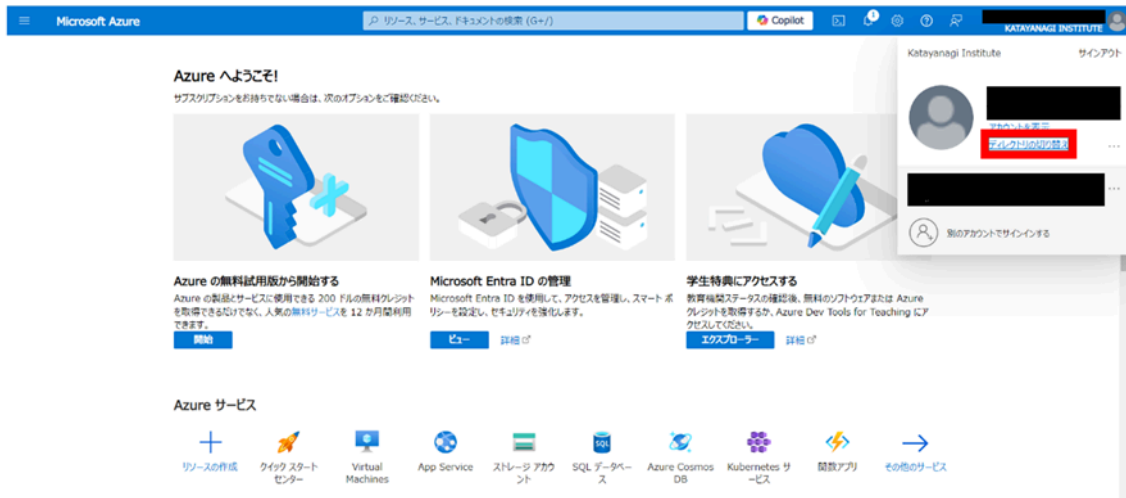 Microsoft Azure
リソース、サービス、ドキュメントの検索 (G+/)
Copilot
KATAYANAGI INSTITUTE
Katayanagi Institute
サインアウト
アカウントを表示
ディレクトリの切り替え
別のアカウントでサインインする
Azure へようこそ!
サブスクリプションをお持ちでない場合は、次のオプションをご確認ください。
Azure の無料試用版から開始する
Azure の製品とサービスに使用できる 200 ドルの無料クレジット
を取得できるだけでなく、人気の無料サービスを 12 か月間利用
できます。
開始
Microsoft Entra ID の管理
Microsoft Entra ID を使用して、アクセスを管理し、スマート ポ
リシーを設定し、セキュリティを強化します。
ビュー
詳細
学生特典にアクセスする
教育機関ステータスの確認後、無料のソフトウェアまたは Azure
クレジットを取得するか、Azure Dev Tools for Teaching にア
クセスしてください。
エクスプローラー
詳細
Azure サービス
リソースの作成
クイック スタート
センター
Virtual
Machines
App Service
ストレージ アカウ
ント
SQL データベー
ス
Azure Cosmos
DB
Kubernetes サ
ービス
関数アプリ
その他のサービス